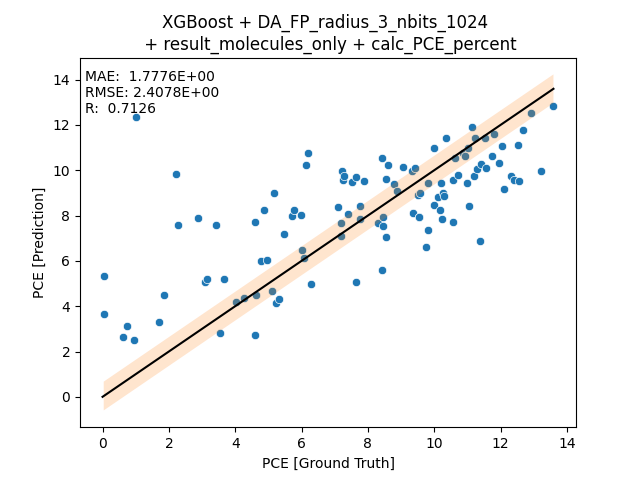 XGBoost + DA_FP_radius_3_nbits_1024
+ result_molecules_only + calc_PCE_percent
MAE:  1.7776E+00
RMSE: 2.4078E+00
R:  0.7126
14
12
10
8
6
4
2
0
PCE [Prediction]
0 2 4 6 8 10 12 14
PCE [Ground Truth]